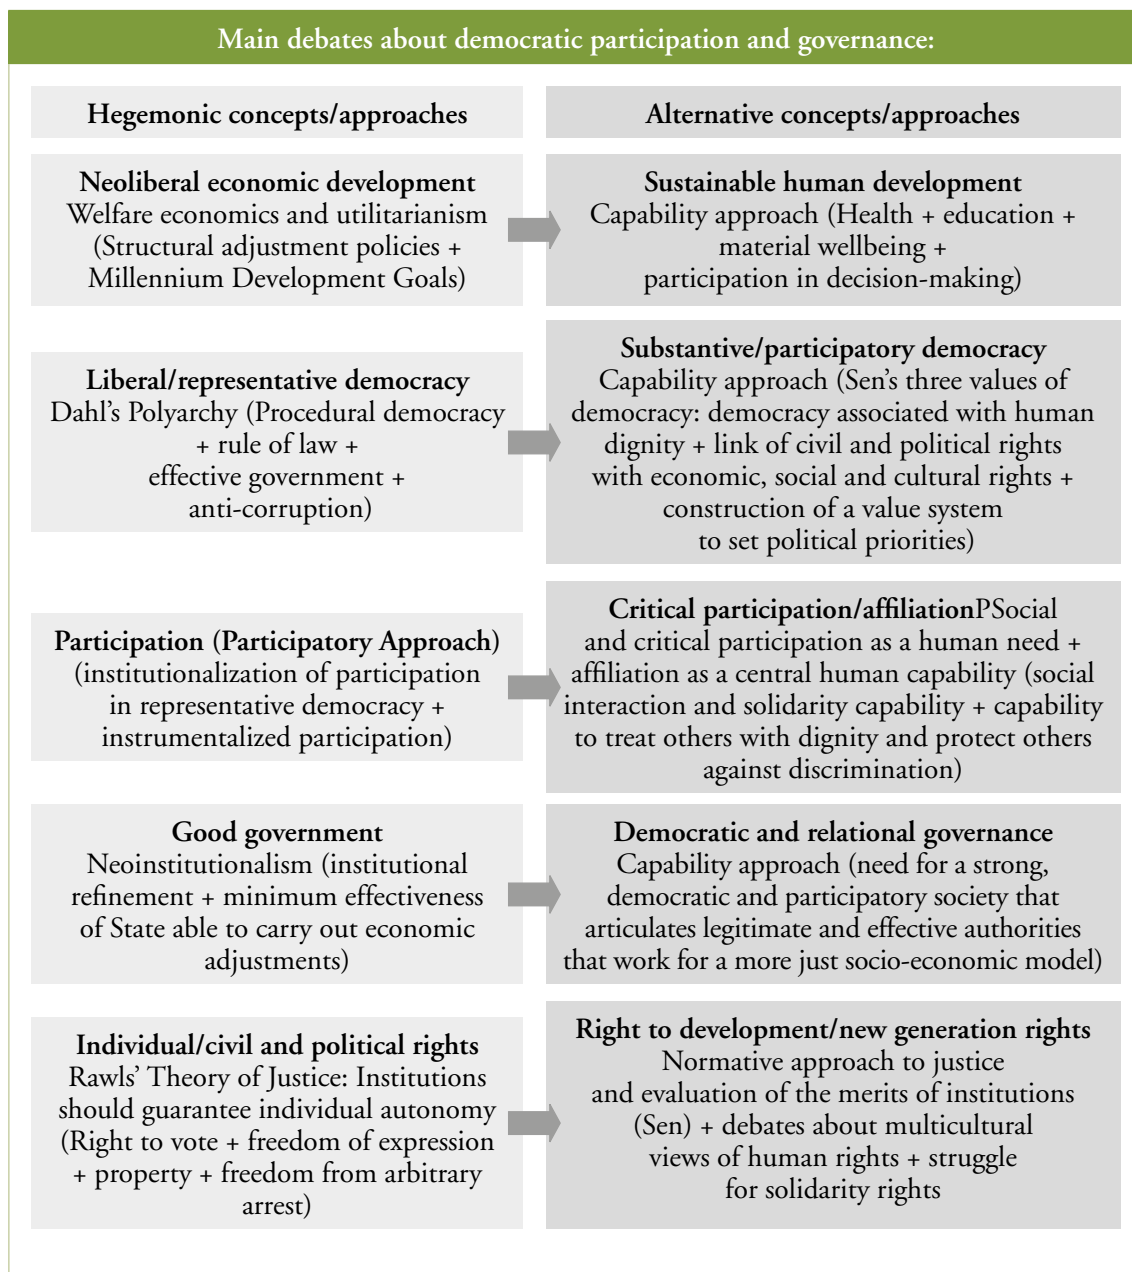 Main debates about democratic participation and governance:
Hegemonic concepts/approaches
Alternative concepts/approaches
Neoliberal economic development
Welfare economics and utilitarianism
(Structural adjustment policies +
Millennium Development Goals)
Sustainable human development
Capability approach (Health + education +
material wellbeing +
participation in decision-making)
Liberal/representative democracy
Dahl’s Polyarchy (Procedural democracy
+ rule of law +
effective government +
anti-corruption)
Substantive/participatory democracy
Capability approach (Sen’s three values of
democracy: democracy associated with human
dignity + link of civil and political rights
with economic, social and cultural rights +
construction of a value system
to set political priorities)
Participation (Participatory Approach)
(institutionalization of participation
in representative democracy +
instrumentalized participation)
Critical participation/affiliationPSocial
and critical participation as a human need +
affiliation as a central human capability (social
interaction and solidarity capability + capability
to treat others with dignity and protect others
against discrimination)
Good government
Neoinstitutionalism (institutional
refinement + minimum effectiveness
of State able to carry out economic
adjustments)
Democratic and relational governance
Capability approach (need for a strong,
democratic and participatory society that
articulates legitimate and effective authorities
that work for a more just socio-economic model)
Individual/civil and political rights
Rawls’ Theory of Justice: Institutions
should guarantee individual autonomy
(Right to vote + freedom of expression
+ property + freedom from arbitrary
arrest)
Right to development/new generation rights
Normative approach to justice
and evaluation of the merits of institutions
(Sen) + debates about multicultural
views of human rights + struggle
for solidarity rights